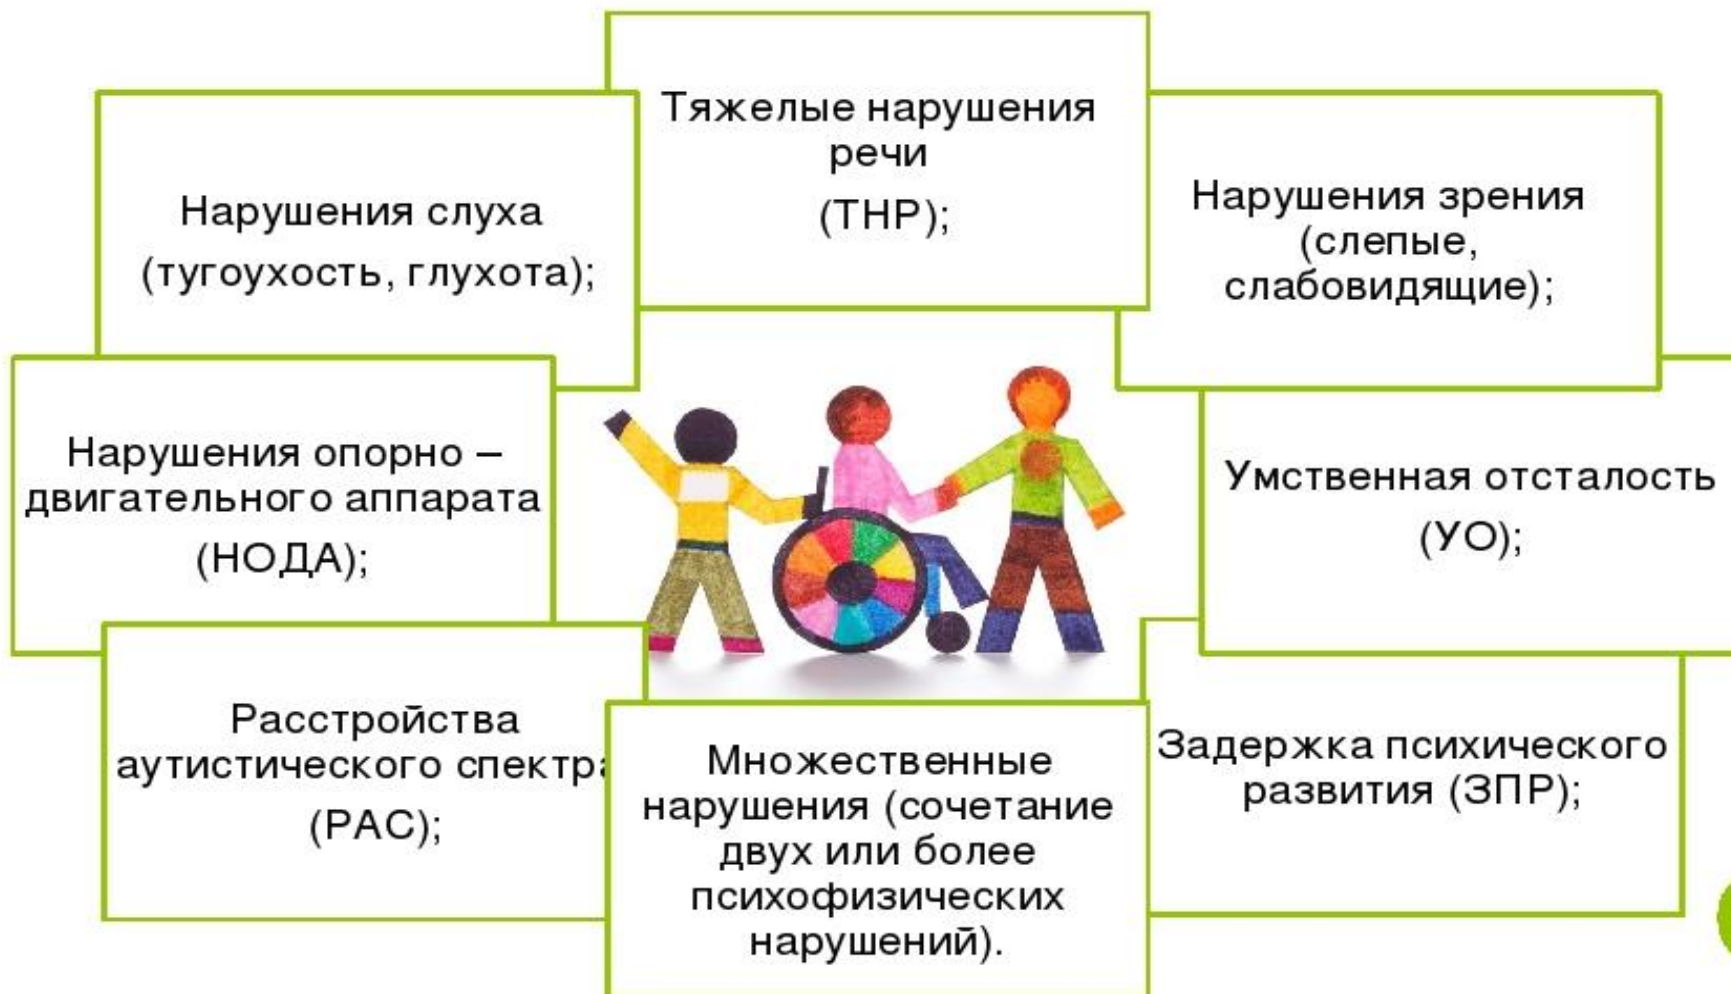 Тяжелые нарушения
речи
(ТНР);
Нарушения зрения
(слепые,
слабовидящие);
Умственная отсталость
(УО);
Задержка психического
развития (ЗПР);
Множественные
нарушения (сочетание
двух или более
психофизических
нарушений).
Расстройства
аутистического спектра
(РАС);
Нарушения опорно –
двигательного аппарата
(НОДА);
Нарушения слуха
(тугоухость, глухота);